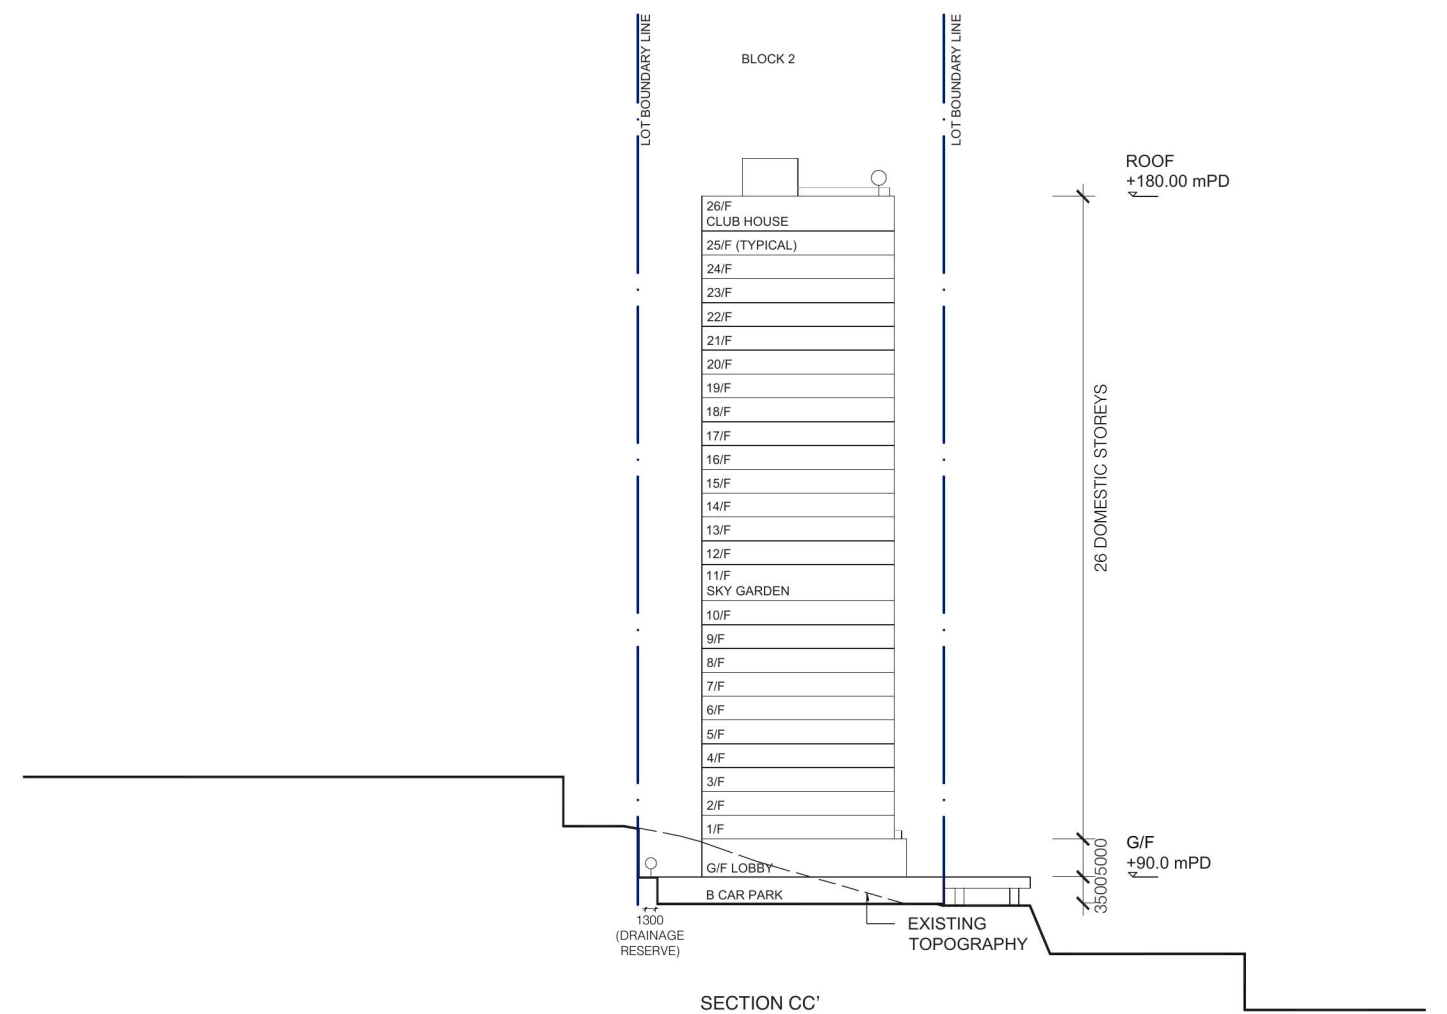 LOT BOUNDARY LINE
BLOCK 2
LOT BOUNDARY LINE
ROOF
+180.00 mPD
26/F
CLUB HOUSE
25/F (TYPICAL)
24/F
23/F
22/F
21/F
20/F
19/F
18/F
17/F
16/F
15/F
14/F
13/F
12/F
11/F
SKY GARDEN
10/F
9/F
8/F
7/F
6/F
5/F
4/F
3/F
2/F
1/F
G/F LOBBY
B CAR PARK
26 DOMESTIC STOREYS
5000
3500
G/F
+90.0 mPD
1300
(DRAINAGE
RESERVE)
EXISTING
TOPOGRAPHY
SECTION CC’